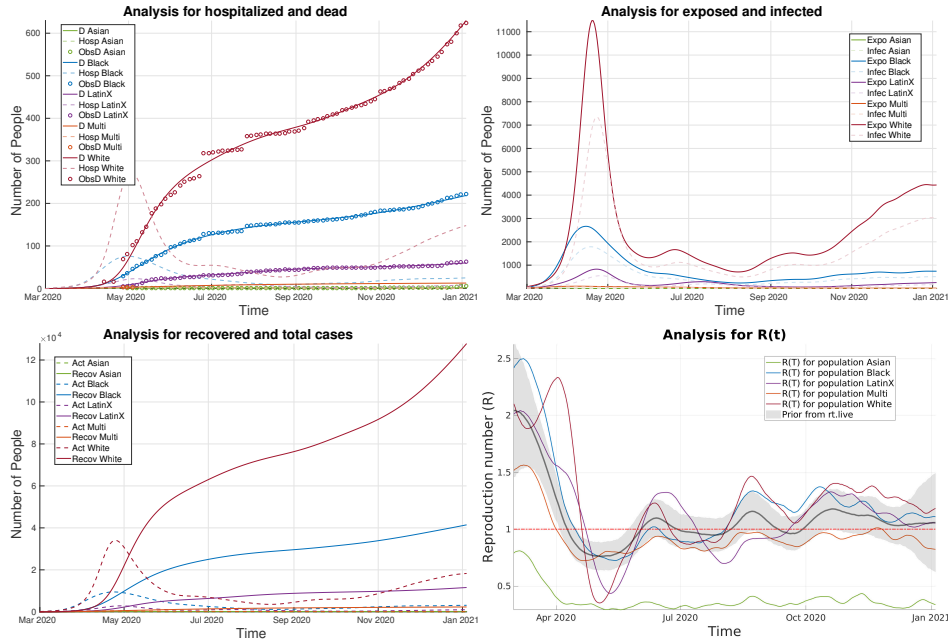 Analysis for hospitalized and dead
Number of People
600
500
400
300
200
100
0
Mar 2020
May 2020
Jul 2020
Sep 2020
Nov 2020
Jan 2021
Time
D Asian
Hosp Asian
ObsD Asian
D Black
Hosp Black
ObsD Black
D LatinX
Hosp LatinX
ObsD LatinX
D Multi
Hosp Multi
ObsD Multi
D White
Hosp White
ObsD White
Analysis for exposed and infected
Number of People
11000
10000
9000
8000
7000
6000
5000
4000
3000
2000
1000
Mar 2020
May 2020
Jul 2020
Sep 2020
Nov 2020
Jan 2021
Time
Expo Asian
Infec Asian
Expo Black
Infec Black
Expo LatinX
Infec LatinX
Expo Multi
Infec Multi
Expo White
Infec White
Analysis for recovered and total cases
×10⁴
Number of People
12
10
8
6
4
2
0
Mar 2020
May 2020
Jul 2020
Sep 2020
Nov 2020
Jan 2021
Time
Act Asian
Recov Asian
Act Black
Recov Black
Act LatinX
Recov LatinX
Act Multi
Recov Multi
Act White
Recov White
Analysis for R(t)
Reproduction number (R)
2.5
2
1.5
1
0.5
Apr 2020
Jul 2020
Oct 2020
Jan 2021
Time
R(T) for population Asian
R(T) for population Black
R(T) for population LatinX
R(T) for population Multi
R(T) for population White
Prior from rt.live